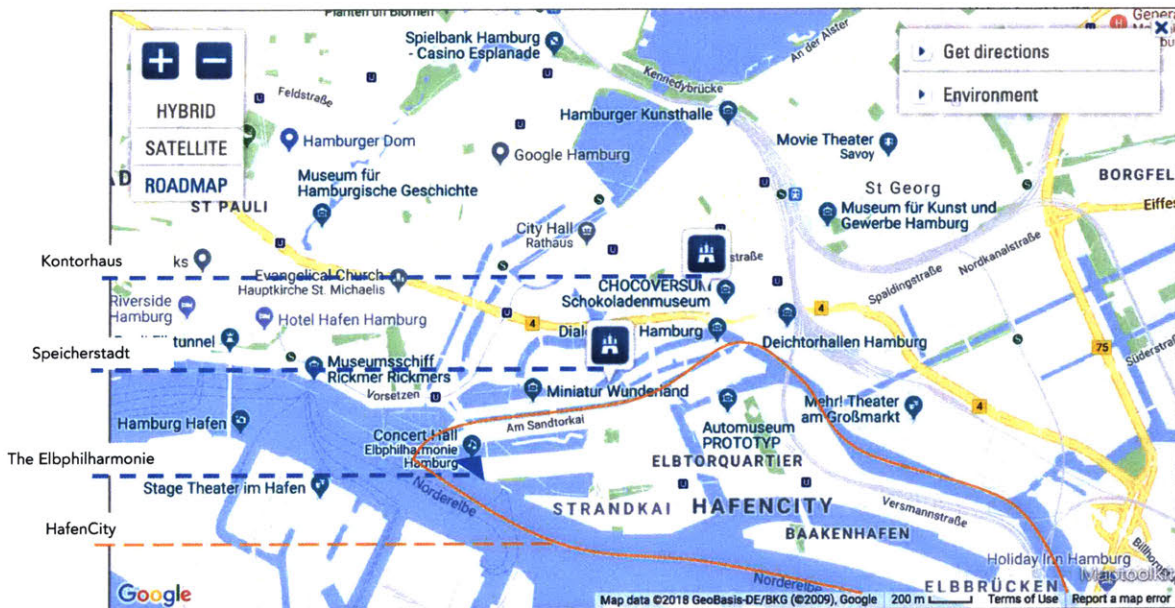 Planten un Blomen
Spielbank Hamburg
- Casino Esplanade
An der Alster
Kennedybrücke
Get directions
Environment
+ −
HYBRID
SATELLITE
ROADMAP
Feldstraße
Hamburger Dom
Google Hamburg
Hamburger Kunsthalle
Movie Theater
Savoy
Museum für
Hamburgische Geschichte
ST PAULI
St Georg
Museum für Kunst und
Gewerbe Hamburg
City Hall
Rathaus
Kontorhaus
ks
Evangelical Church
Hauptkirche St. Michaelis
straße
CHOCOVERSUM
Schokoladenmuseum
Spaldingstraße
Nordkanalstraße
Riverside
Hamburg
Hotel Hafen Hamburg
4
4
Hamburg
Deichtorhallen Hamburg
75
Süderstraß
Speicherstadt
tunnel
Museumsschiff
Rickmer Rickmers
Vorsetzen
Miniatur Wunderland
Am Sandtorkai
Mehr! Theater
am Großmarkt
4
Hamburg Hafen
Concert Hall
Elbphilharmonie
Hamburg
Automuseum
PROTOTYP
ELBTORQUARTIER
The Elbphilharmonie
Stage Theater im Hafen
Norderelbe
STRANDKAI
HAFENCITY
Versmannstraße
HafenCity
BAAKENHAFEN
Holiday Inn Hamburg
Maptoolkit
Norderelbe
ELBBRÜCKEN
Google
Map data ©2018 GeoBasis-DE/BKG (©2009), Google
200 m
Terms of Use
Report a map error